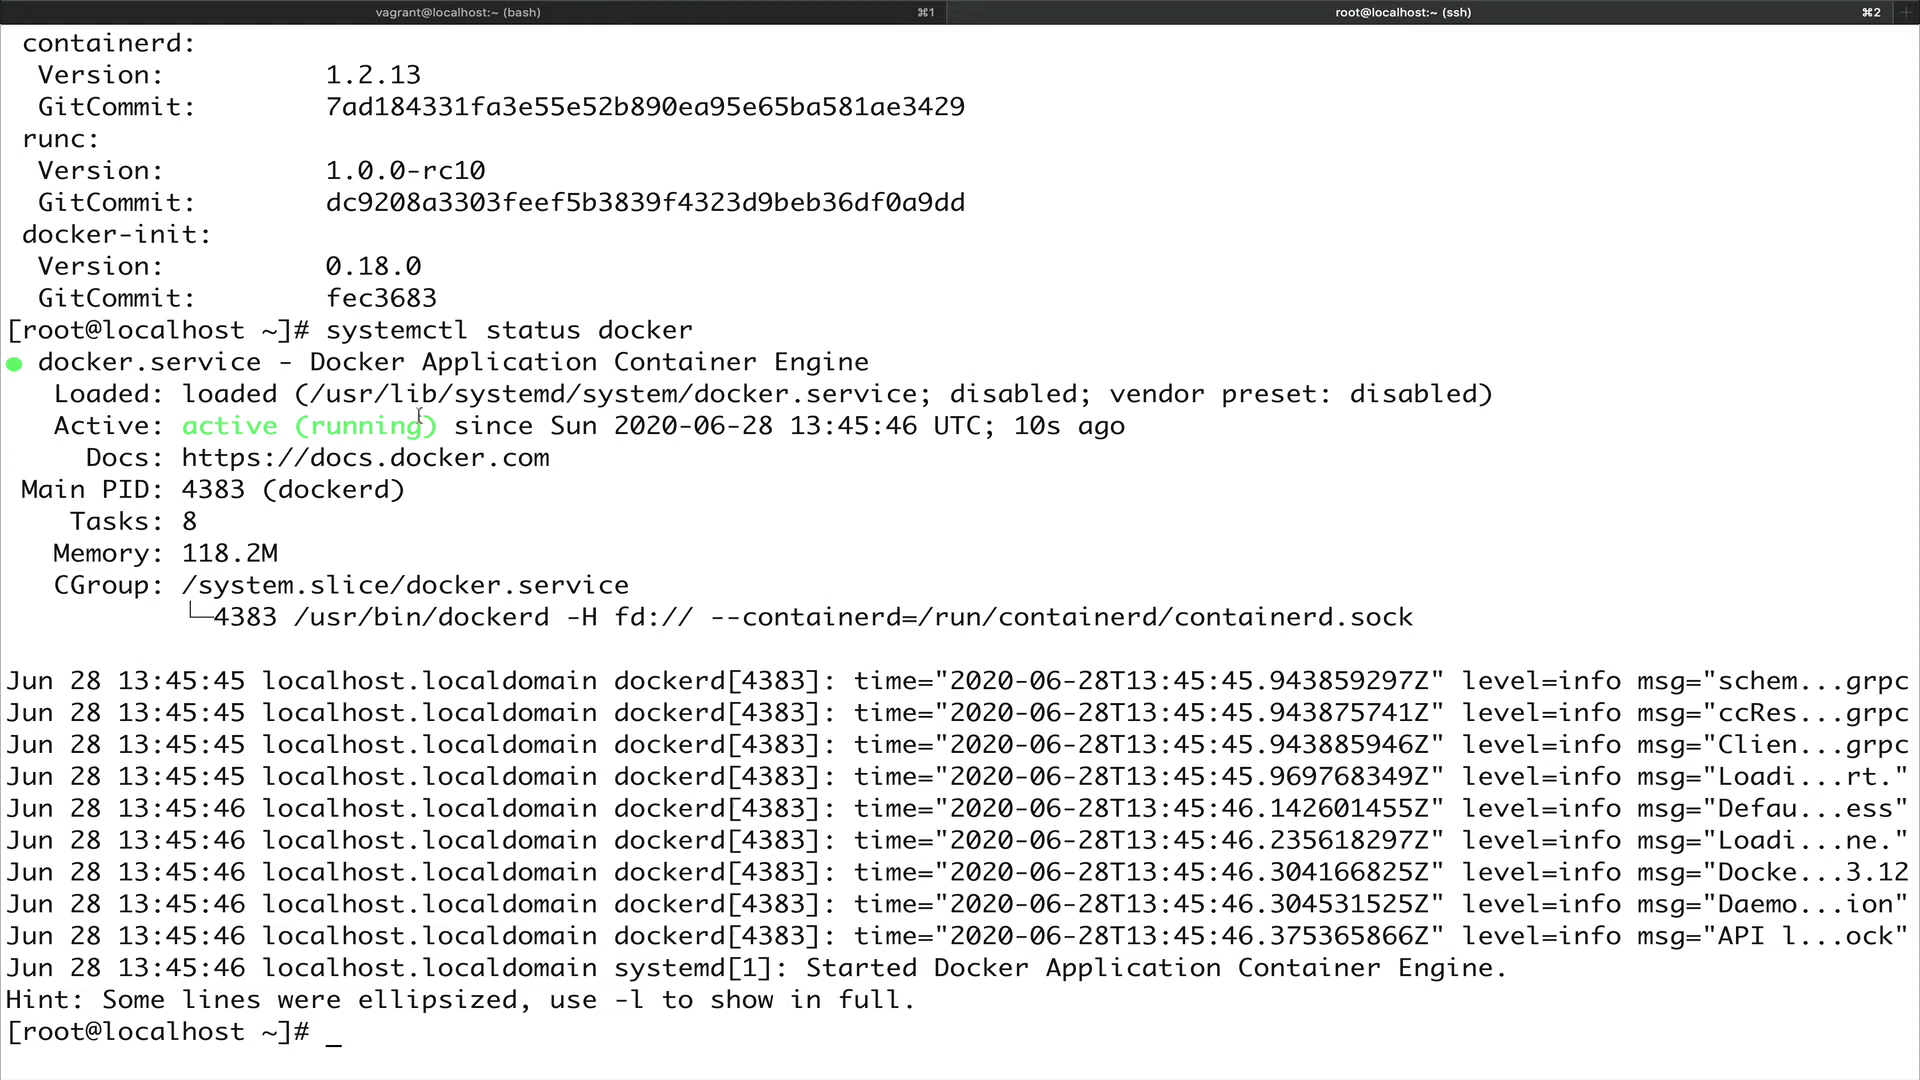 vagrant@localhost:~ (bash) ⌘1 root@localhost:~ (ssh) ⌘2 +
containerd:
Version: 1.2.13
GitCommit: 7ad184331fa3e55e52b890ea95e65ba581ae3429
runc:
Version: 1.0.0-rc10
GitCommit: dc9208a3303feef5b3839f4323d9beb36df0a9dd
docker-init:
Version: 0.18.0
GitCommit: fec3683
[root@localhost ~]# systemctl status docker
● docker.service - Docker Application Container Engine
Loaded: loaded (/usr/lib/systemd/system/docker.service; disabled; vendor preset: disabled)
Active: active (running) since Sun 2020-06-28 13:45:46 UTC; 10s ago
Docs: https://docs.docker.com
Main PID: 4383 (dockerd)
Tasks: 8
Memory: 118.2M
CGroup: /system.slice/docker.service
└─4383 /usr/bin/dockerd -H fd:// --containerd=/run/containerd/containerd.sock
Jun 28 13:45:45 localhost.localdomain dockerd[4383]: time="2020-06-28T13:45:45.943859297Z" level=info msg="schem...grpc
Jun 28 13:45:45 localhost.localdomain dockerd[4383]: time="2020-06-28T13:45:45.943875741Z" level=info msg="ccRes...grpc
Jun 28 13:45:45 localhost.localdomain dockerd[4383]: time="2020-06-28T13:45:45.943885946Z" level=info msg="Clien...grpc
Jun 28 13:45:45 localhost.localdomain dockerd[4383]: time="2020-06-28T13:45:45.969768349Z" level=info msg="Loadi...rt."
Jun 28 13:45:46 localhost.localdomain dockerd[4383]: time="2020-06-28T13:45:46.142601455Z" level=info msg="Defau...ess"
Jun 28 13:45:46 localhost.localdomain dockerd[4383]: time="2020-06-28T13:45:46.235618297Z" level=info msg="Loadi...ne."
Jun 28 13:45:46 localhost.localdomain dockerd[4383]: time="2020-06-28T13:45:46.304166825Z" level=info msg="Docke...3.12
Jun 28 13:45:46 localhost.localdomain dockerd[4383]: time="2020-06-28T13:45:46.304531525Z" level=info msg="Daemo...ion"
Jun 28 13:45:46 localhost.localdomain dockerd[4383]: time="2020-06-28T13:45:46.375365866Z" level=info msg="API l...ock"
Jun 28 13:45:46 localhost.localdomain systemd[1]: Started Docker Application Container Engine.
Hint: Some lines were ellipsized, use -l to show in full.
[root@localhost ~]# _